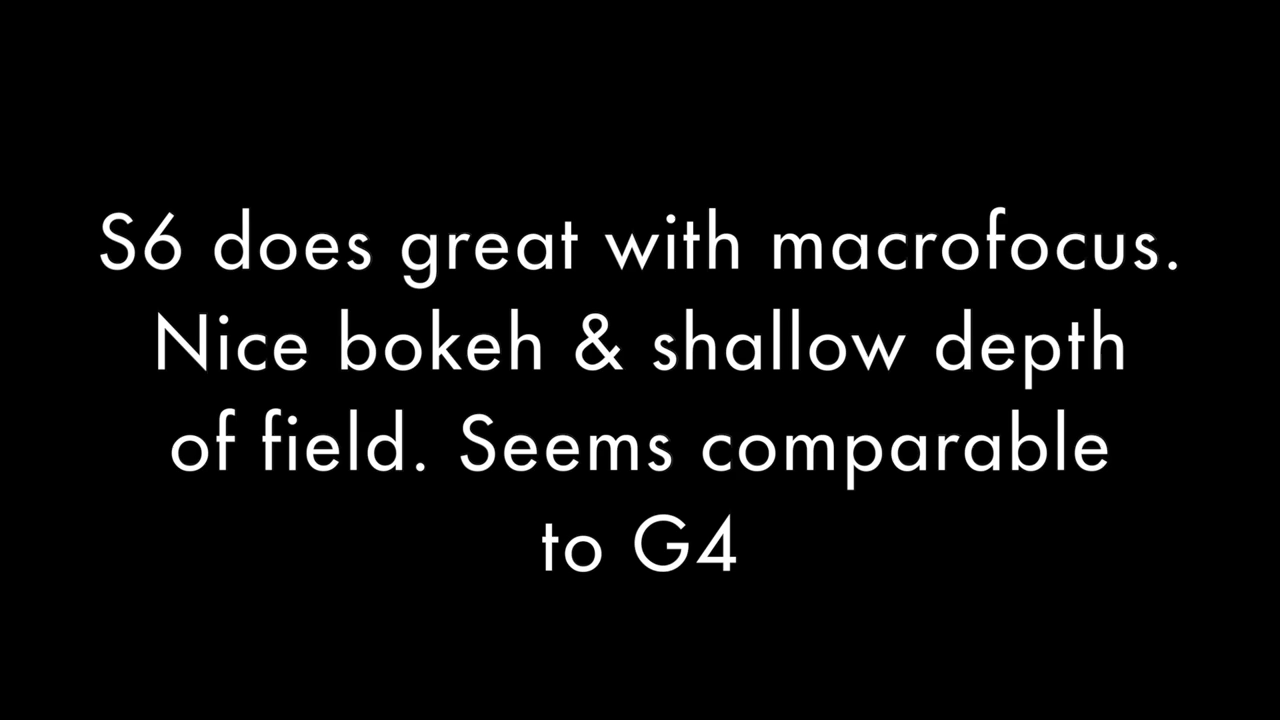 S6 does great with macrofocus.
Nice bokeh & shallow depth
of field. Seems comparable
to G4